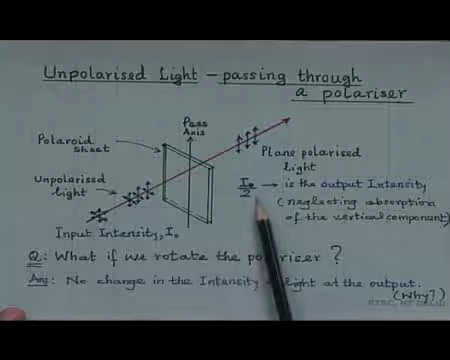 Unpolarised Light – passing through
a polariser
Pass
Axis
Polaroid
sheet
Plane polarised
light
Unpolarised
light
I₀/2 → is the output Intensity
(neglecting absorption
of the vertical component)
Input Intensity, I₀
Q: What if we rotate the polariser ?
Ans: No change in the Intensity of light at the output.
(Why?)